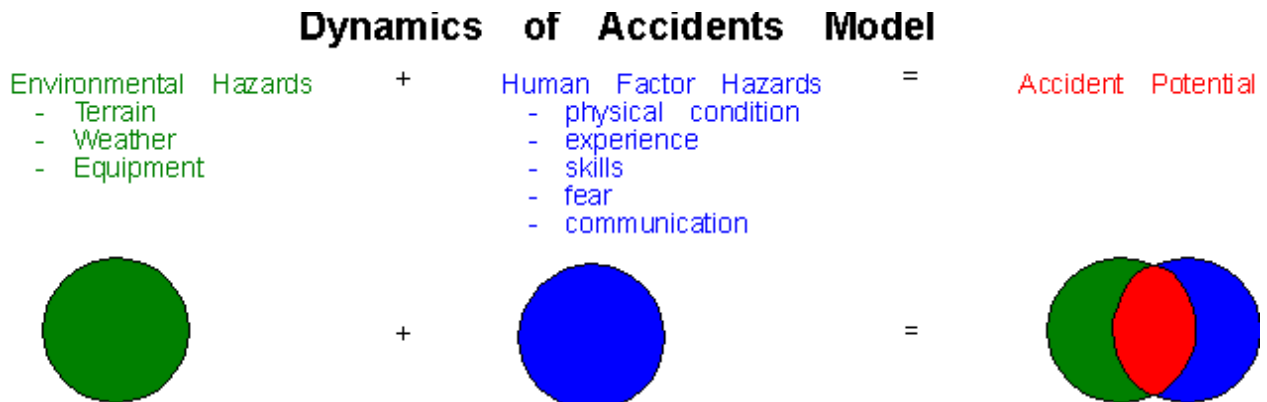 Dynamics of Accidents Model
Environmental Hazards + Human Factor Hazards = Accident Potential
- Terrain
- Weather
- Equipment
- physical condition
- experience
- skills
- fear
- communication
+ =